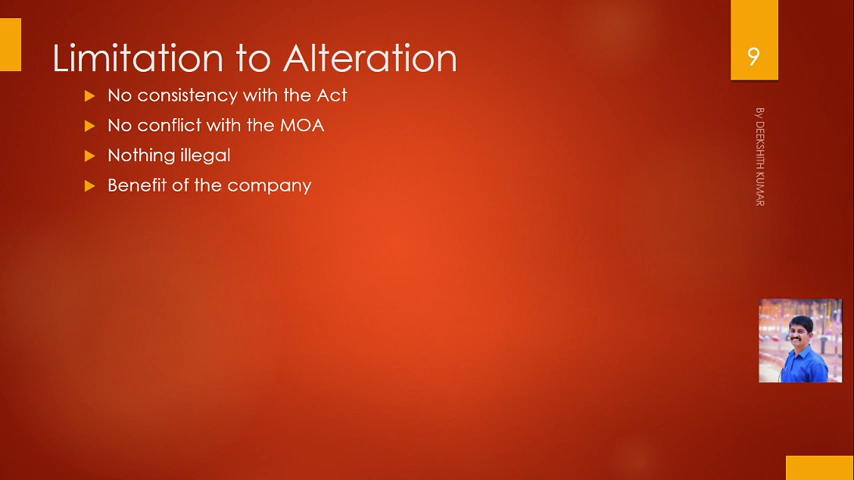 Limitation to Alteration
No consistency with the Act
No conflict with the MOA
Nothing illegal
Benefit of the company
9
By DEEKSHITH KUMAR